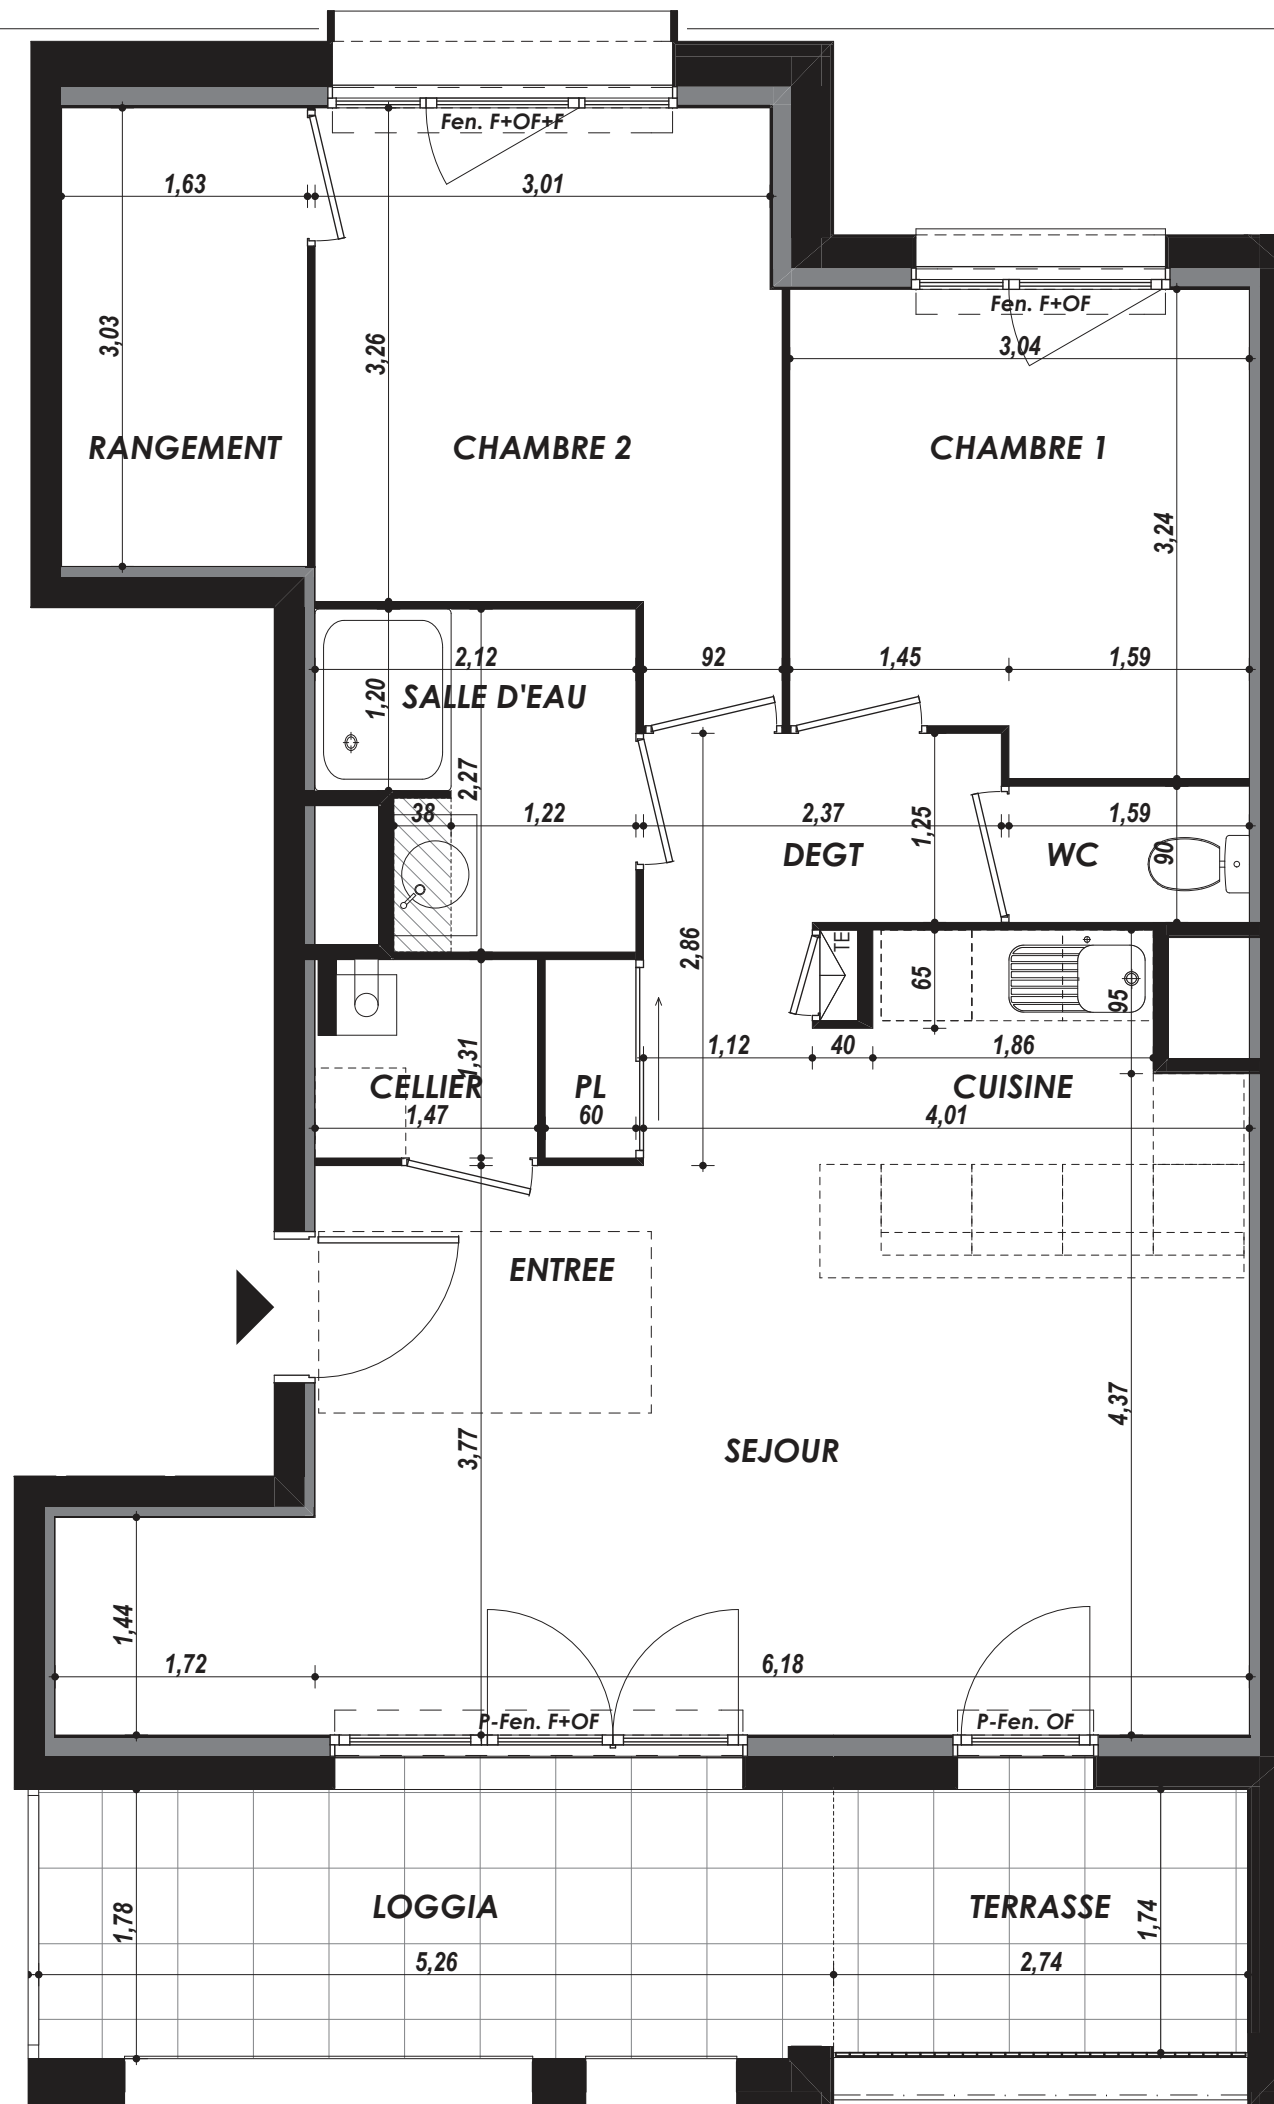 Fen. F+OF+F
1,63
3,01
Fen. F+OF
3,03
3,26
3,04
RANGEMENT
CHAMBRE 2
CHAMBRE 1
3,24
2,12
92
1,45
1,59
1,20
SALLE D'EAU
2,27
38
1,22
2,37
1,25
1,59
DEGT
WC
90
2,86
TE
65
95
1,31
1,12
40
1,86
CELLIER
PL
CUISINE
1,47
60
4,01
ENTREE
4,37
3,77
SEJOUR
1,44
1,72
6,18
P-Fen. F+OF
P-Fen. OF
LOGGIA
TERRASSE
1,78
1,74
5,26
2,74